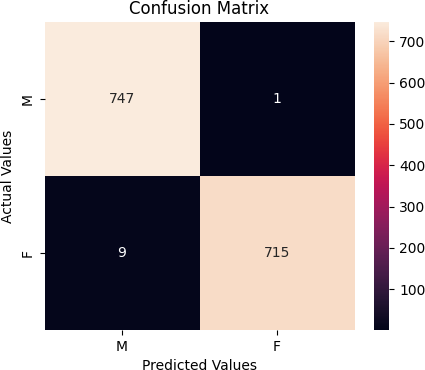 Confusion Matrix
Actual Values
M
747
1
F
9
715
M
F
Predicted Values
700
600
500
400
300
200
100